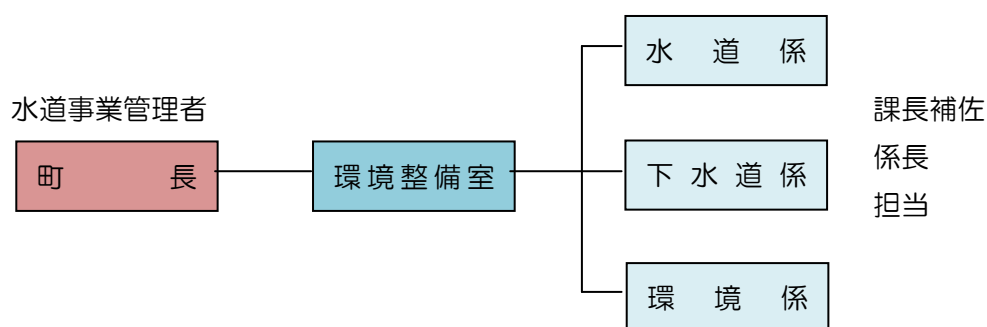 水道係
水道事業管理者
課長補佐
町長
環境整備室
下水道係
係長
担当
環境係